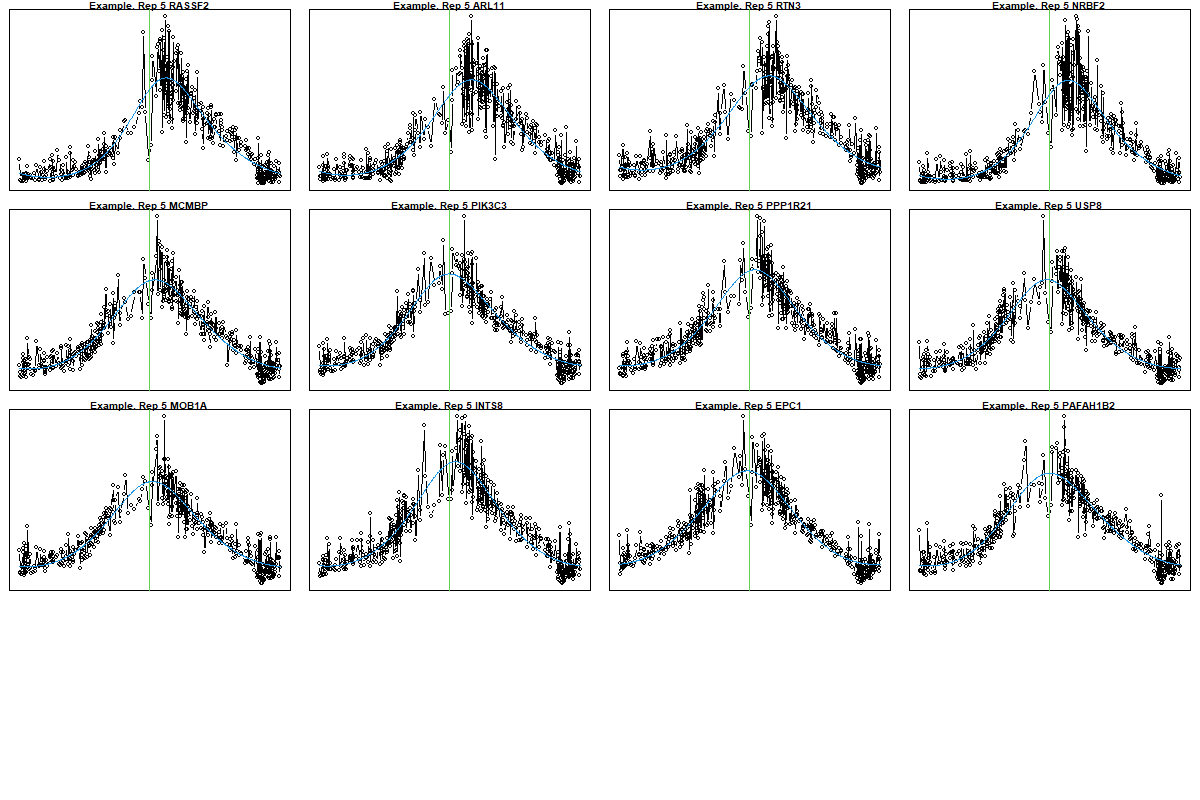 Example. Rep 5 RASSF2
Example. Rep 5 ARL11
Example. Rep 5 RTN3
Example. Rep 5 NRBF2
Example. Rep 5 MCMBP
Example. Rep 5 PIK3C3
Example. Rep 5 PPP1R21
Example. Rep 5 USP8
Example. Rep 5 MOB1A
Example. Rep 5 INTS8
Example. Rep 5 EPC1
Example. Rep 5 PAFAH1B2